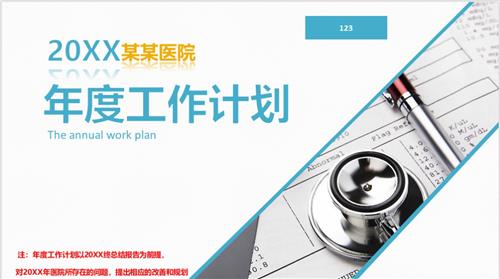 123
20XX某某医院
年度工作计划
The annual work plan
Flag Refe
Abnormal
注：年度工作计划以20XX终总结报告为前提，
对20XX年医院所存在的问题，提出相应的改善和规划